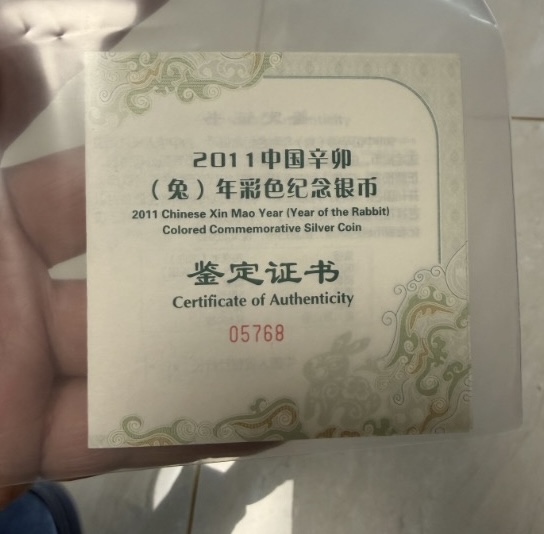 2011中国辛卯
（兔）年彩色纪念银币
2011 Chinese Xin Mao Year (Year of the Rabbit)
Colored Commemorative Silver Coin
鉴定证书
Certificate of Authenticity
05768